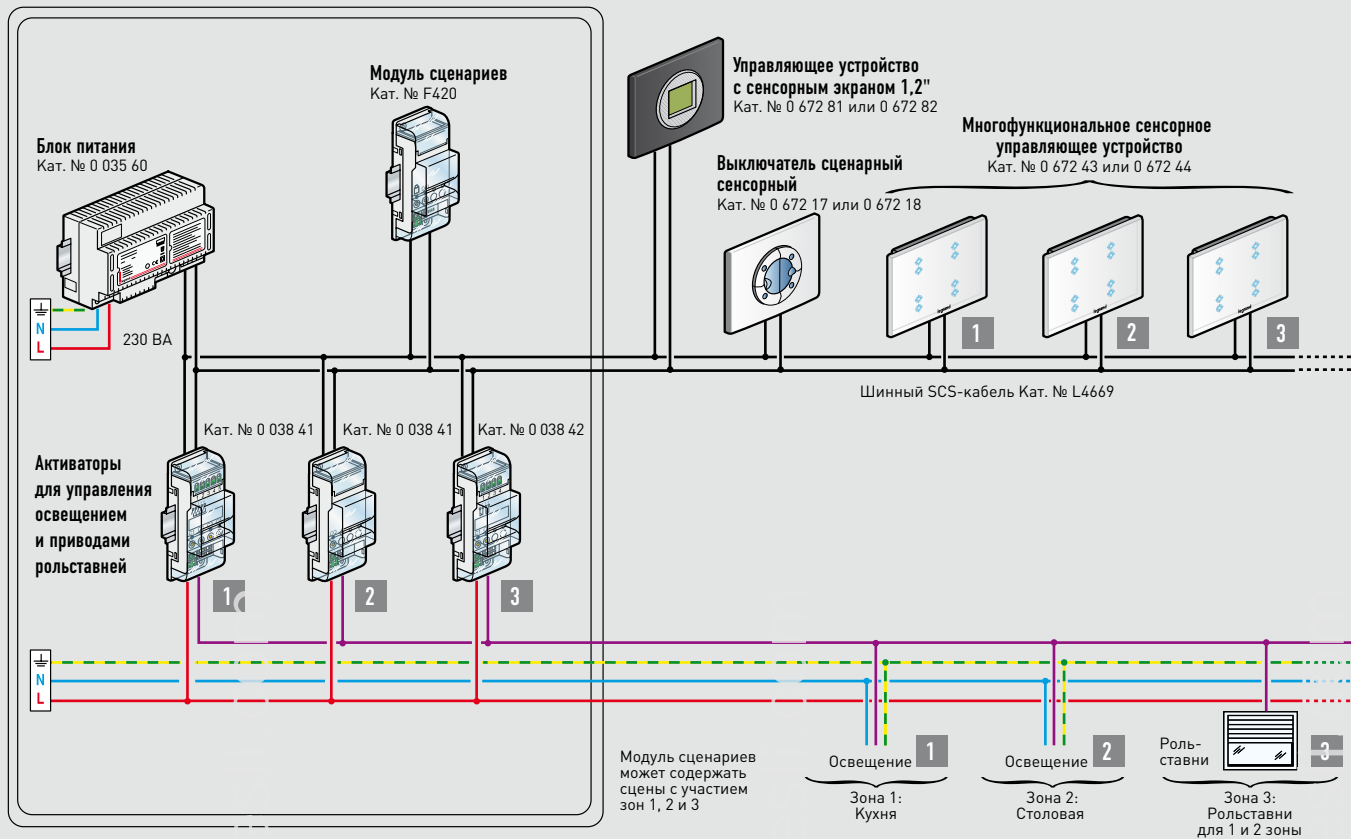 Модуль сценариев
Кат. № F420
Управляющее устройство
с сенсорным экраном 1,2"
Кат. № 0 672 81 или 0 672 82
Многофункциональное сенсорное
управляющее устройство
Кат. № 0 672 43 или 0 672 44
Блок питания
Кат. № 0 035 60
Выключатель сценарный
сенсорный
Кат. № 0 672 17 или 0 672 18
legrand
legrand
legrand
N
L
230 ВА
1
2
3
Шинный SCS-кабель Кат. № L4669
Кат. № 0 038 41
Кат. № 0 038 41
Кат. № 0 038 42
Активаторы
для управления
освещением
и приводами
рольставней
1
2
3
N
L
Модуль сценариев
может содержать
сцены с участием
зон 1, 2 и 3
Освещение
1
Зона 1:
Кухня
Освещение
2
Зона 2:
Столовая
Роль-
ставни
3
Зона 3:
Рольставни
для 1 и 2 зоны